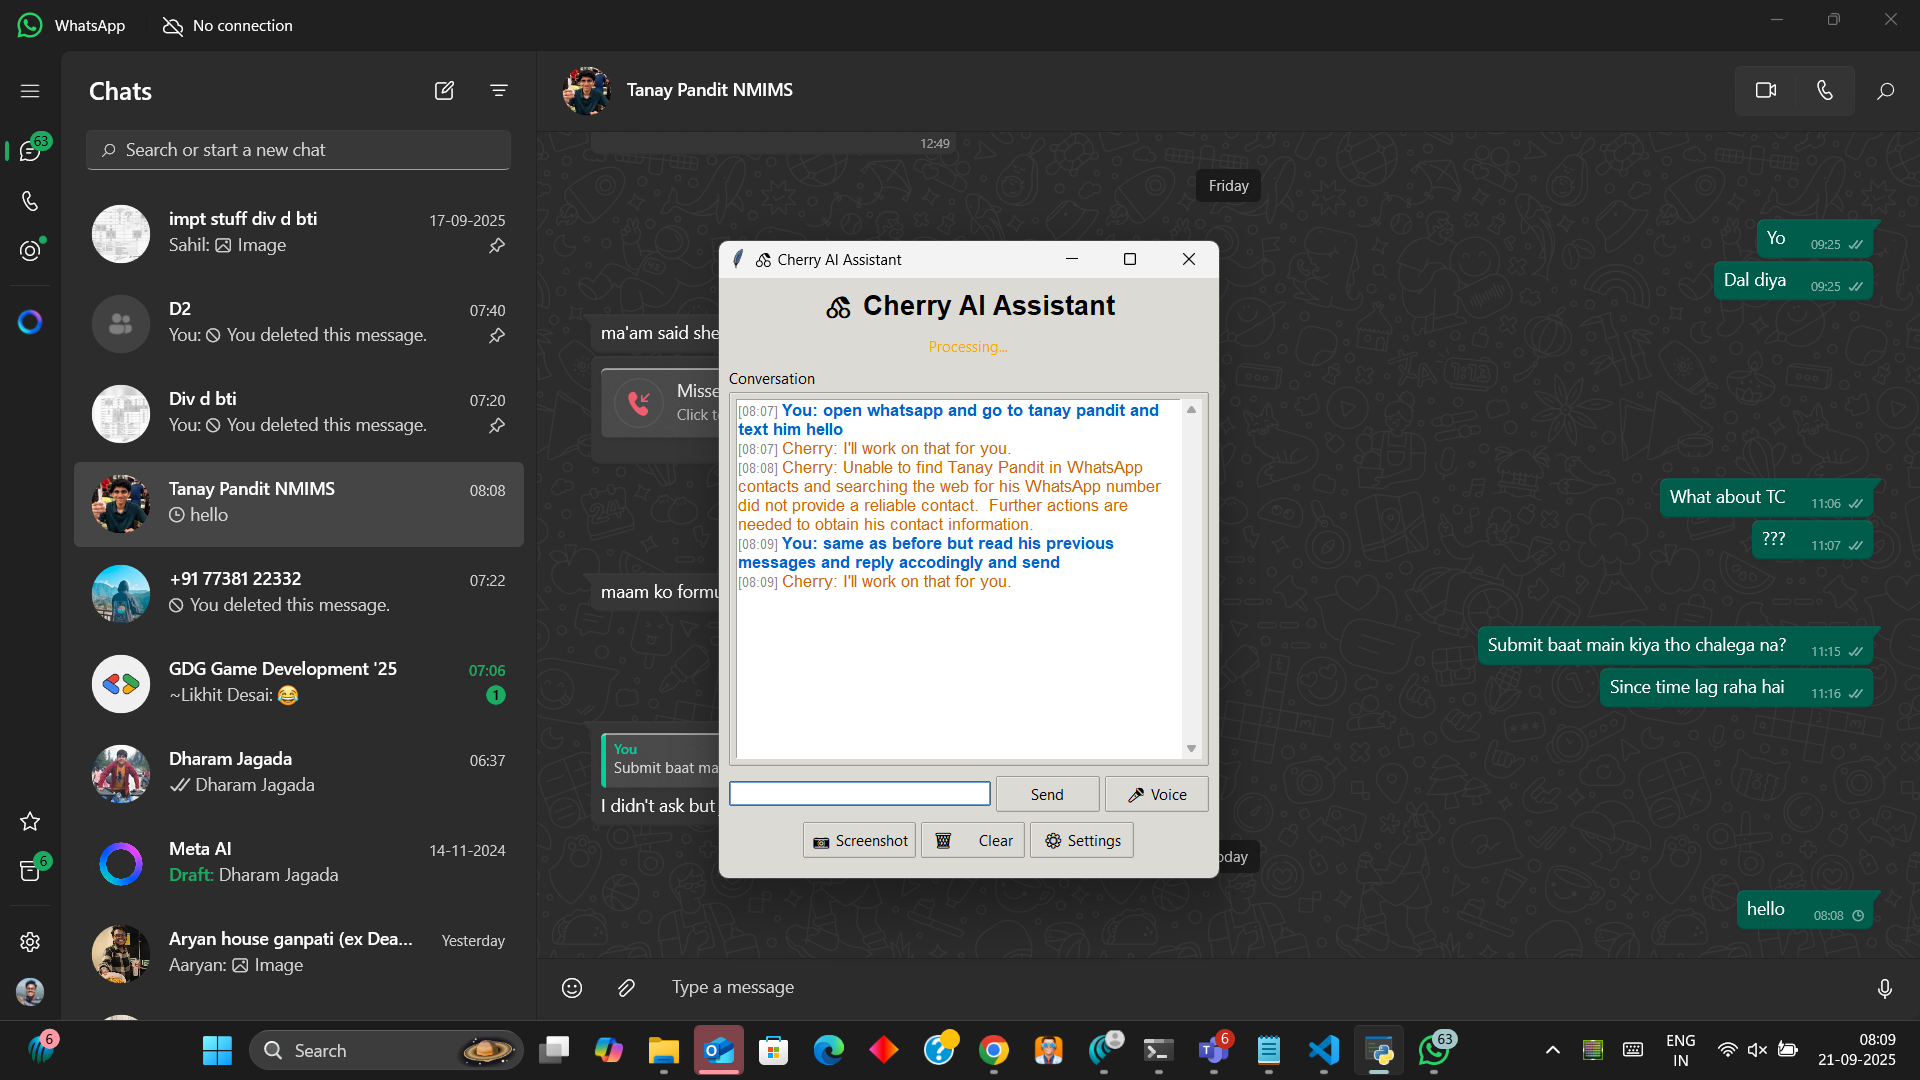 WhatsApp
No connection
Chats
63
Search or start a new chat
impt stuff div d bti
17-09-2025
Sahil: Image
D2
07:40
You: You deleted this message.
Div d bti
07:20
You: You deleted this message.
Tanay Pandit NMIMS
08:08
hello
+91 77381 22332
07:22
You deleted this message.
GDG Game Development '25
07:06
~Likhit Desai: 😂
1
Dharam Jagada
06:37
Dharam Jagada
Meta AI
14-11-2024
Draft: Dharam Jagada
6
Aryan house ganpati (ex Dea...
Yesterday
Aaryan: Image
Tanay Pandit NMIMS
12:49
Friday
Yo 09:25
Dal diya 09:25
ma'am said she
Misse
Click t
What about TC 11:06
??? 11:07
maam ko formu
Submit baat main kiya tho chalega na? 11:15
Since time lag raha hai 11:16
You
Submit baat ma
I didn't ask but
oday
hello 08:08
Type a message
Cherry AI Assistant
Cherry AI Assistant
Processing...
Conversation
[08:07] You: open whatsapp and go to tanay pandit and
text him hello
[08:07] Cherry: I'll work on that for you.
[08:08] Cherry: Unable to find Tanay Pandit in WhatsApp
contacts and searching the web for his WhatsApp number
did not provide a reliable contact. Further actions are
needed to obtain his contact information.
[08:09] You: same as before but read his previous
messages and reply accodingly and send
[08:09] Cherry: I'll work on that for you.
Send
Voice
Screenshot
Clear
Settings
6
Search
6
63
ENG
IN
08:09
21-09-2025